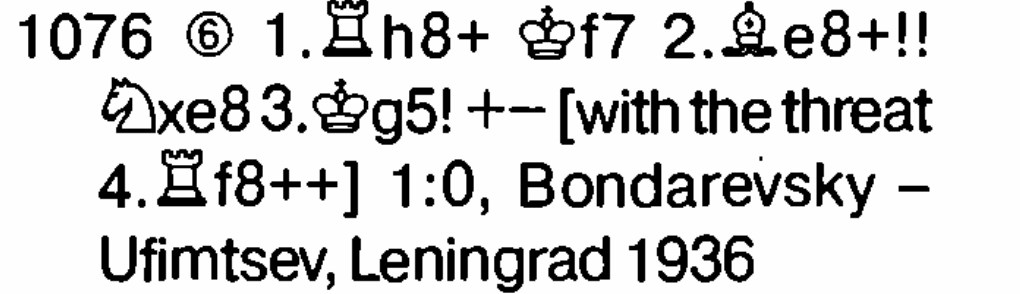 1076 ⑥ 1.♖h8+ ♔f7 2.♗e8+!!
♘xe8 3.♔g5! +− [with the threat
4.♖f8++] 1:0, Bondarevsky –
Ufimtsev, Leningrad 1936